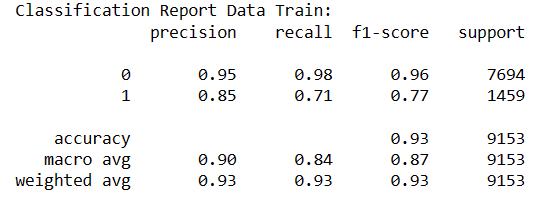 Classification Report Data Train:
precision recall f1-score support
0 0.95 0.98 0.96 7694
1 0.85 0.71 0.77 1459
accuracy 0.93 9153
macro avg 0.90 0.84 0.87 9153
weighted avg 0.93 0.93 0.93 9153